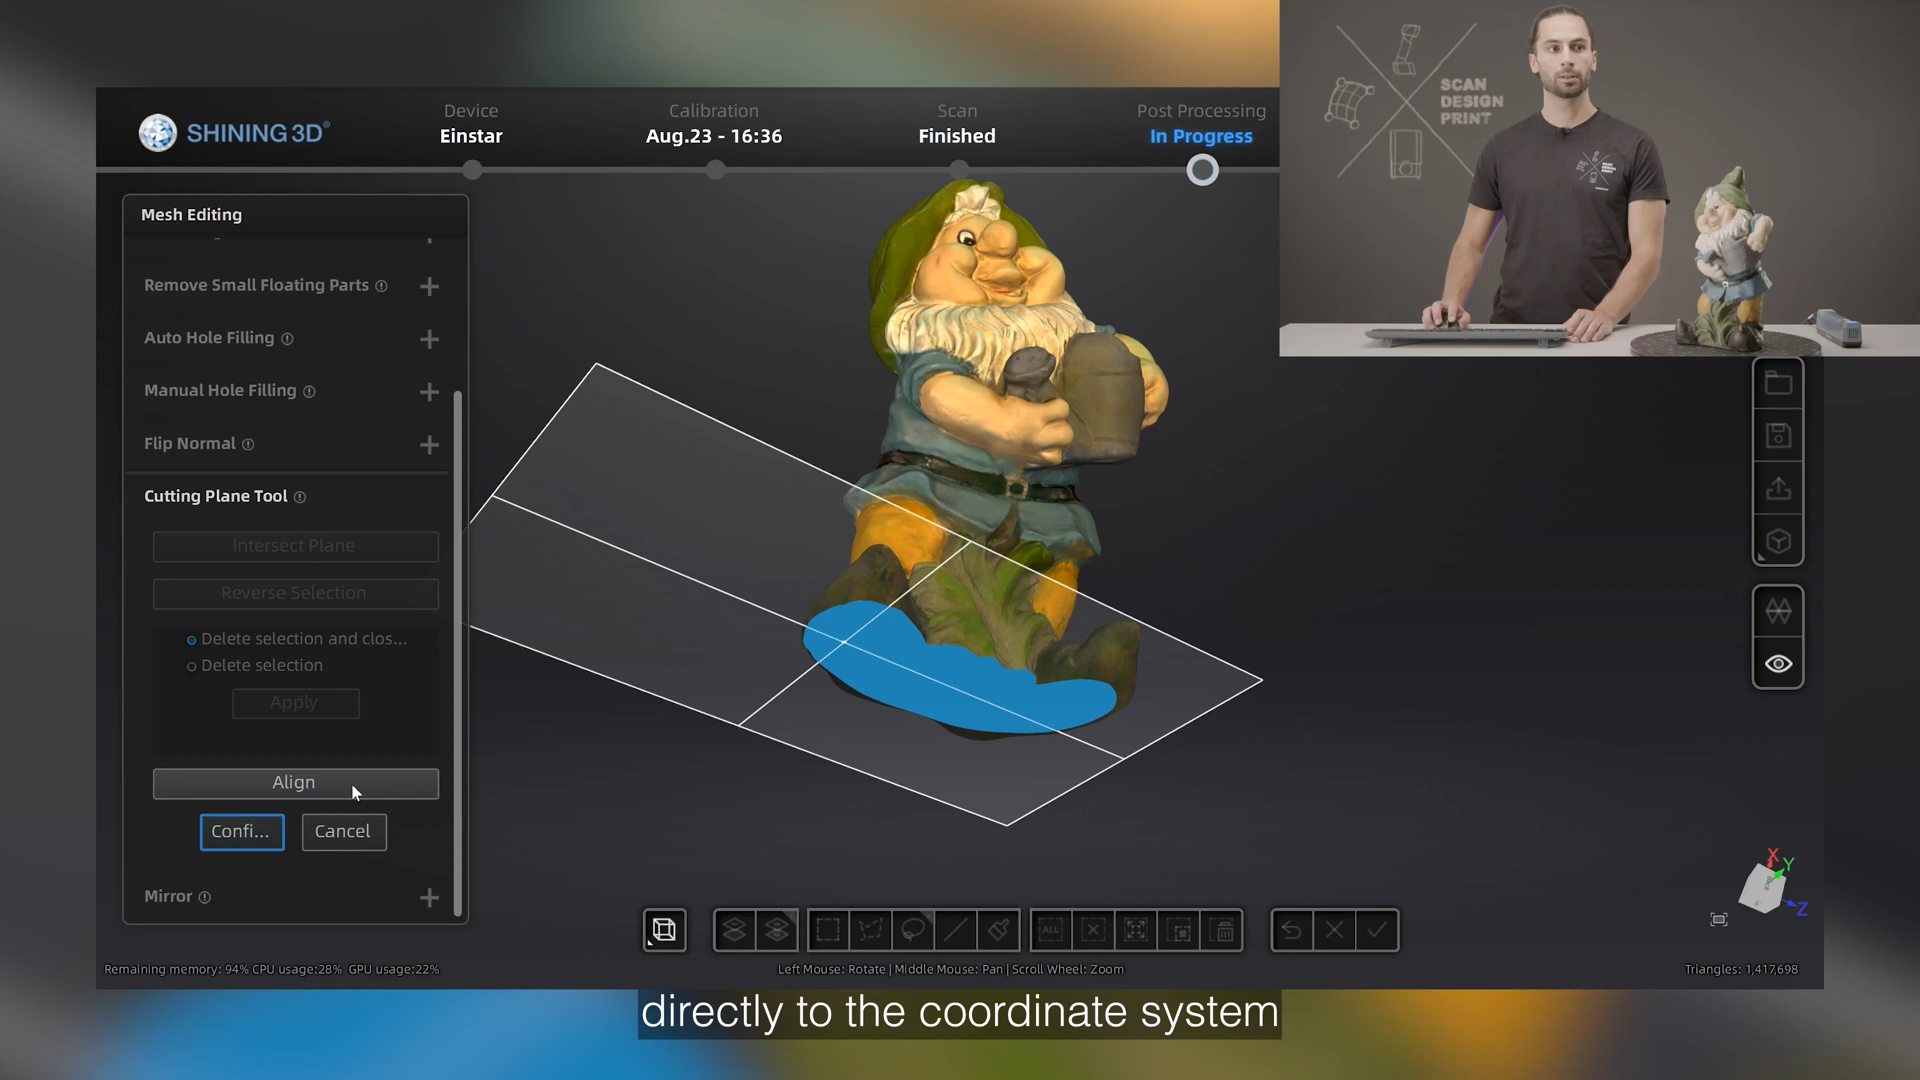 SHINING 3D®
Device
Einstar
Calibration
Aug.23 - 16:36
Scan
Finished
Post Processing
In Progress
SCAN
DESIGN
PRINT
Mesh Editing
Remove Small Floating Parts
Auto Hole Filling
Manual Hole Filling
Flip Normal
Cutting Plane Tool
Intersect Plane
Reverse Selection
Delete selection and clos...
Delete selection
Apply
Align
Confi...
Cancel
Mirror
X
Y
Z
ALL
Remaining memory: 94% CPU usage:28% GPU usage:22%
Left Mouse: Rotate | Middle Mouse: Pan | Scroll Wheel: Zoom
Triangles: 1,417,698
directly to the coordinate system